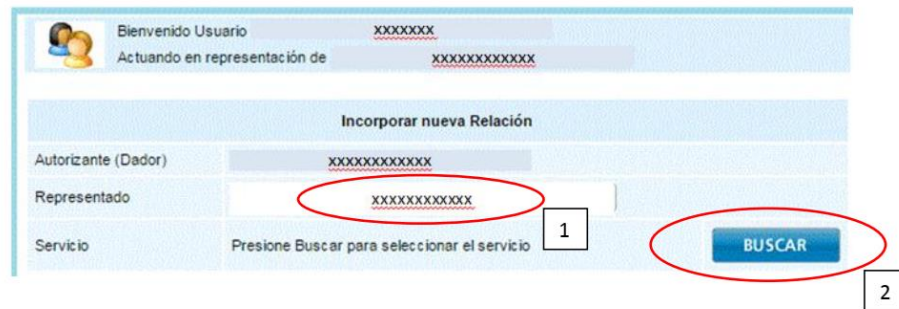 Bienvenido Usuario xxxxxxx
Actuando en representación de xxxxxxxxxxxx
Incorporar nueva Relación
Autorizante (Dador) xxxxxxxxxxxx
Representado xxxxxxxxxxxx
1
Servicio Presione Buscar para seleccionar el servicio BUSCAR
2